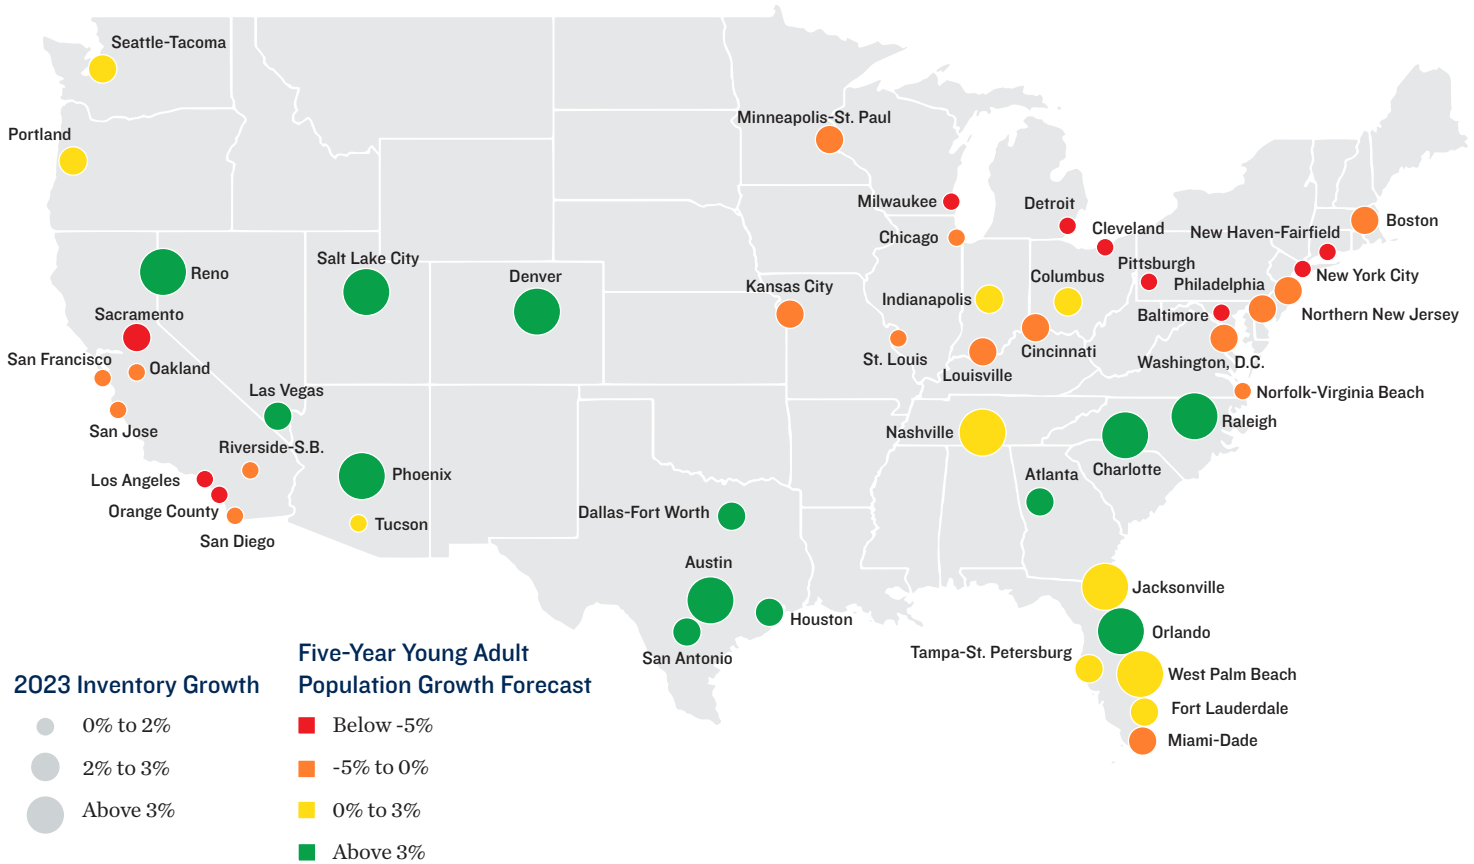 Seattle-Tacoma
Portland
Minneapolis-St. Paul
Milwaukee
Detroit
Chicago
Cleveland
New Haven-Fairfield
Boston
Pittsburgh
New York City
Reno
Salt Lake City
Denver
Kansas City
Indianapolis
Columbus
Philadelphia
Northern New Jersey
Baltimore
Sacramento
San Francisco
Oakland
St. Louis
Louisville
Cincinnati
Washington, D.C.
Las Vegas
Norfolk-Virginia Beach
San Jose
Riverside-S.B.
Nashville
Raleigh
Charlotte
Los Angeles
Orange County
San Diego
Phoenix
Tucson
Atlanta
Dallas-Fort Worth
Austin
Houston
San Antonio
Jacksonville
Orlando
Tampa-St. Petersburg
West Palm Beach
Fort Lauderdale
Miami-Dade
2023 Inventory Growth
0% to 2%
2% to 3%
Above 3%
Five-Year Young Adult
Population Growth Forecast
Below -5%
-5% to 0%
0% to 3%
Above 3%